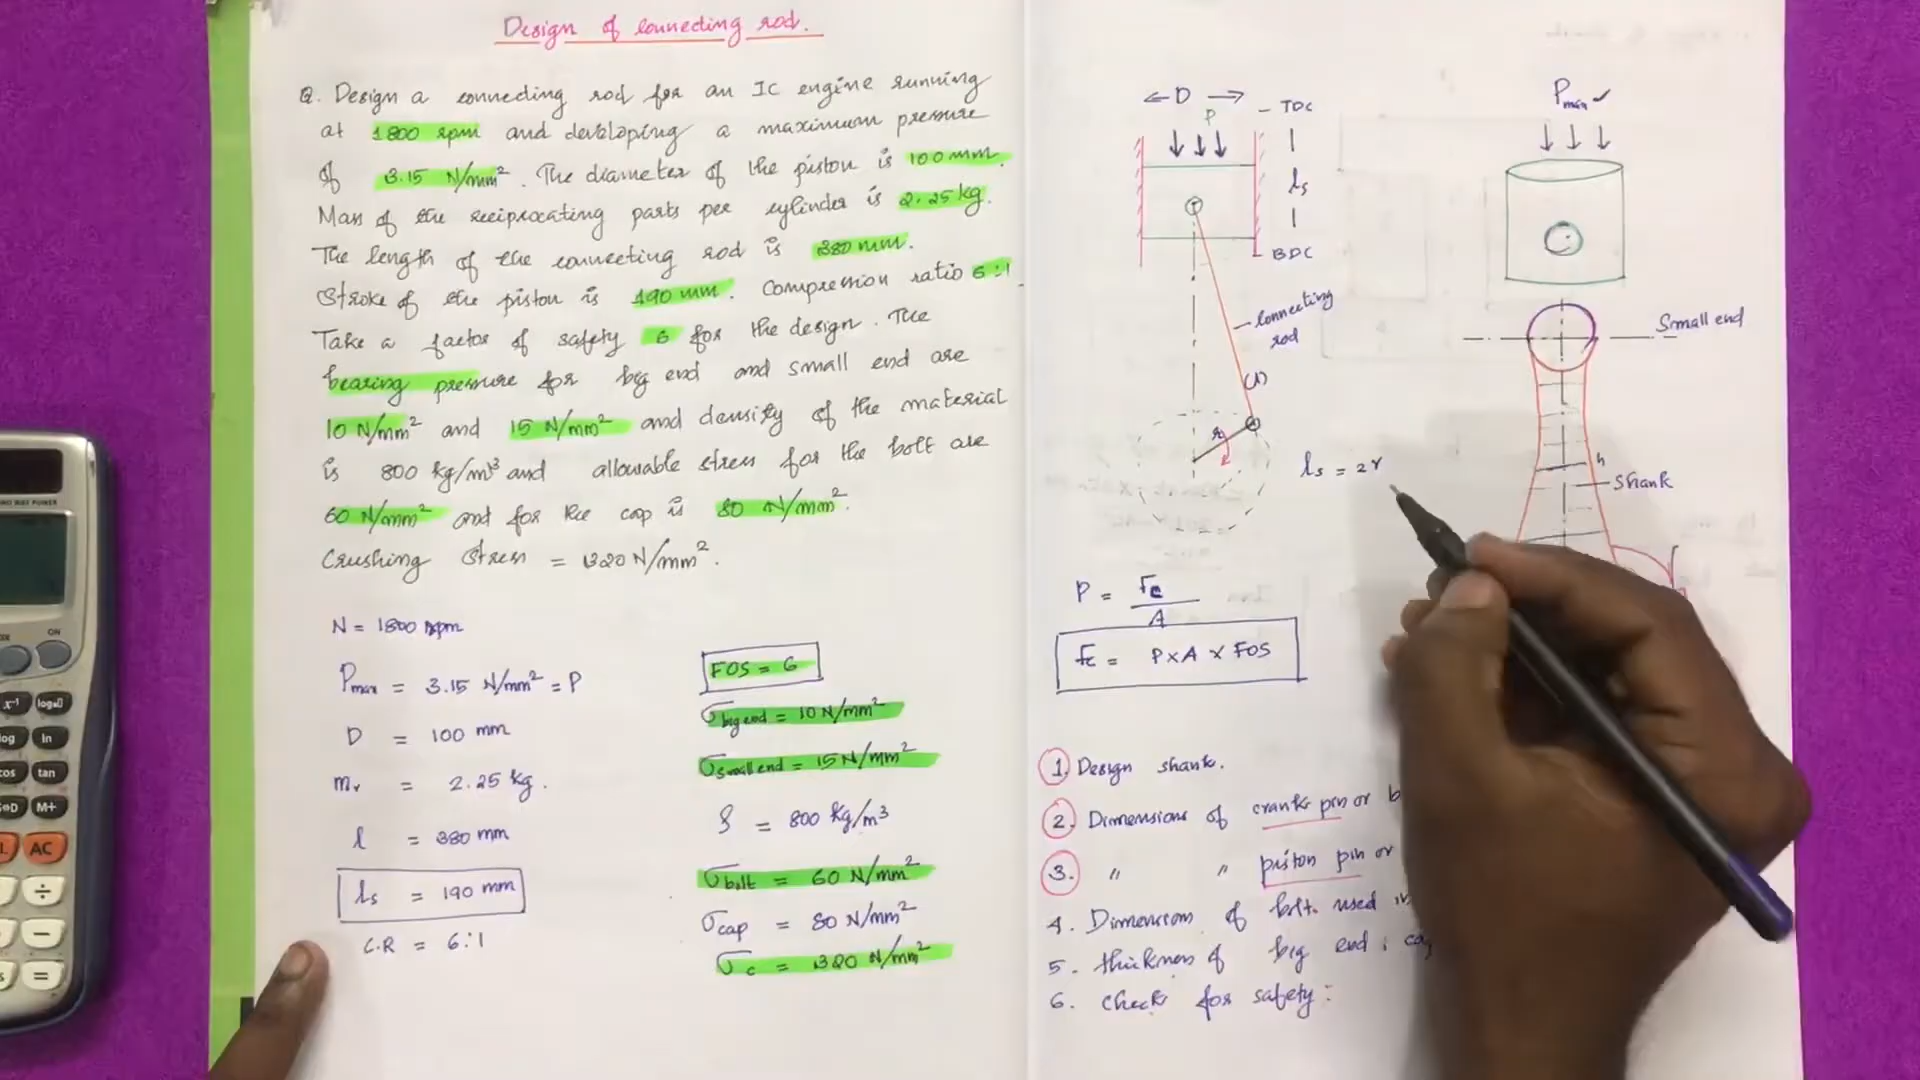 Design of connecting rod.
Q. Design a connecting rod for an IC engine running
at 1800 rpm and developing a maximum pressure
of 3.15 N/mm². The diameter of the piston is 100 mm.
Mass of the reciprocating parts per cylinder is 2.25 kg.
The length of the connecting rod is 380 mm.
Stroke of the piston is 190 mm. Compression ratio 6:1.
Take a factor of safety 6 for the design. The
bearing pressure for big end and small end are
10 N/mm² and 15 N/mm² and density of the material
is 800 kg/m³ and allowable stress for the bolt are
60 N/mm² and for the cap is 80 N/mm².
Crushing stress = 320 N/mm².
N = 1800 rpm
Pmax = 3.15 N/mm² = P
D = 100 mm
mr = 2.25 kg.
l = 380 mm
ls = 190 mm
C.R = 6:1
FOS = 6
σbig end = 10 N/mm²
σsmall end = 15 N/mm²
ρ = 800 kg/m³
σbolt = 60 N/mm²
σcap = 80 N/mm²
σc = 320 N/mm²
← D →
P
- TDC
ls
BDC
connecting
rod
(l)
r
ls = 2r
Pmax ✓
Small end
h
shank
P = Fc / A
Fc = P × A × FOS
1. Design shank.
2. Dimensions of crank pin or b
3. " " piston pin or
4. Dimension of bolt used in
5. thickness of big end
6. check for safety:
ON
x⁻¹
log
ln
cos
tan
M+
AC
÷
−
=